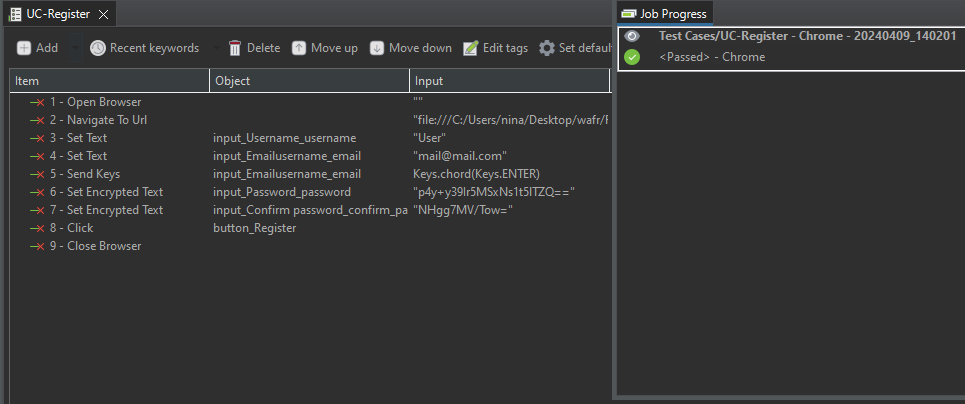 UC-Register
Job Progress
Add Recent keywords Delete Move up Move down Edit tags Set defaul
Test Cases/UC-Register - Chrome - 20240409_140201
<Passed> - Chrome
Item Object Input
1 - Open Browser ""
2 - Navigate To Url "file:///C:/Users/nina/Desktop/wafr/F
3 - Set Text input_Username_username "User"
4 - Set Text input_Emailusername_email "mail@mail.com"
5 - Send Keys input_Emailusername_email Keys.chord(Keys.ENTER)
6 - Set Encrypted Text input_Password_password "p4y+y39Ir5MSxNs1t5ITZQ=="
7 - Set Encrypted Text input_Confirm password_confirm_pa "NHgg7MV/Tow="
8 - Click button_Register
9 - Close Browser